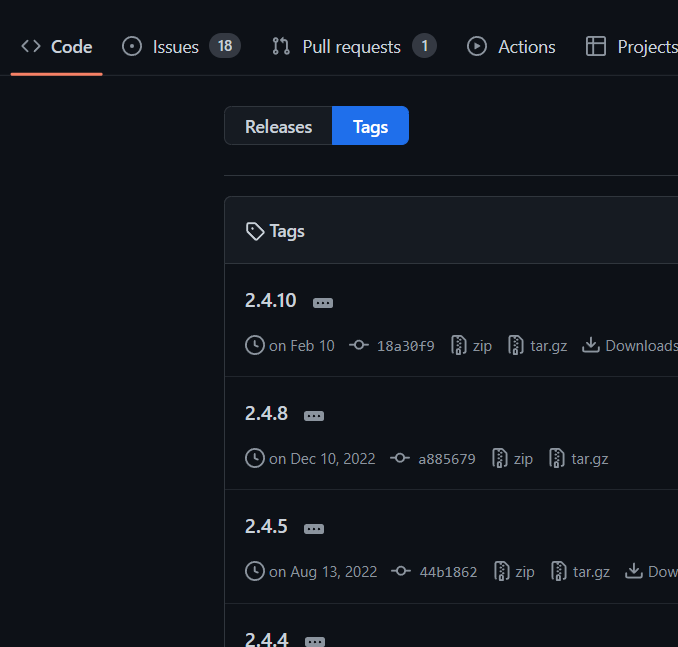 Code Issues 18 Pull requests 1 Actions Projects
Releases Tags
Tags
2.4.10
on Feb 10 18a30f9 zip tar.gz Downloads
2.4.8
on Dec 10, 2022 a885679 zip tar.gz
2.4.5
on Aug 13, 2022 44b1862 zip tar.gz Dow
2.4.4